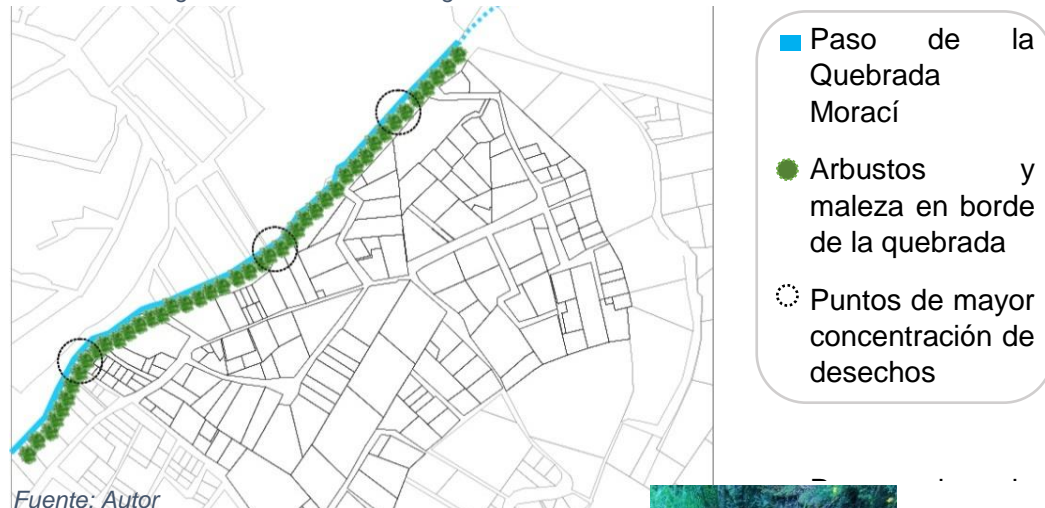 Paso de la
Quebrada
Morací
Arbustos y
maleza en borde
de la quebrada
Puntos de mayor
concentración de
desechos
Fuente: Autor